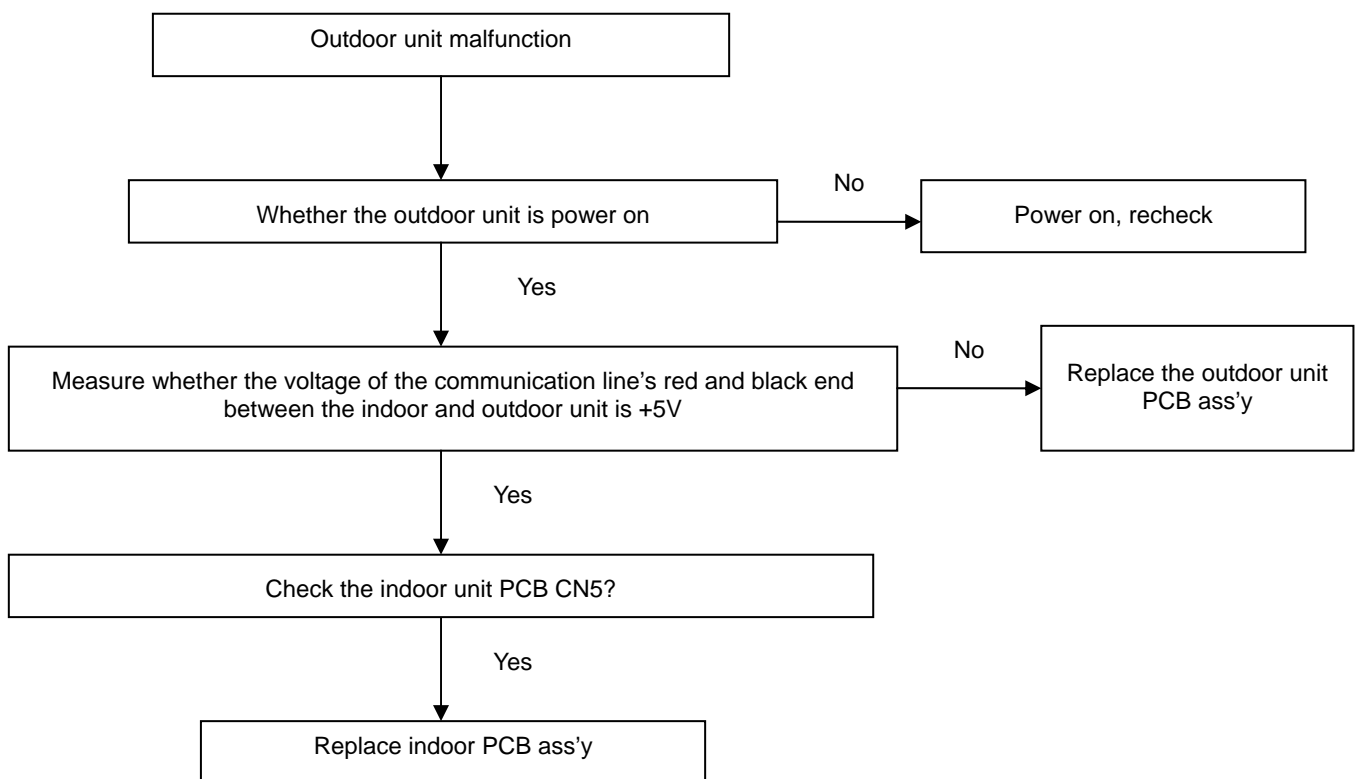 Outdoor unit malfunction
Whether the outdoor unit is power on
No
Power on, recheck
Yes
Measure whether the voltage of the communication line's red and black end
between the indoor and outdoor unit is +5V
No
Replace the outdoor unit
PCB ass'y
Yes
Check the indoor unit PCB CN5?
Yes
Replace indoor PCB ass'y